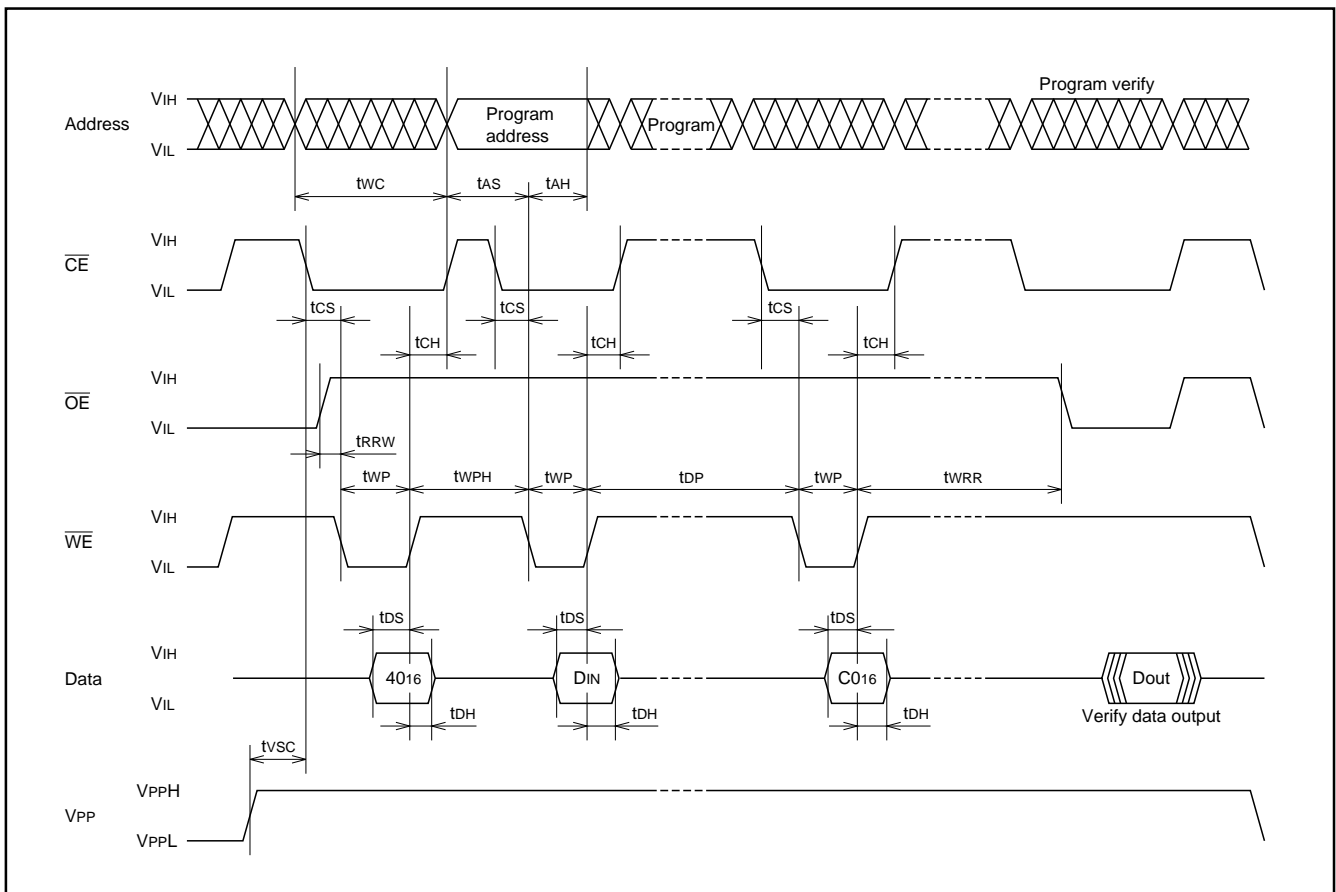 Program verify
VIH
Address
Program
address
Program
VIL
tWC
tAS
tAH
VIH
CE
VIL
tCS
tCS
tCS
tCH
tCH
tCH
VIH
OE
VIL
tRRW
tWP
tWPH
tWP
tDP
tWP
tWRR
VIH
WE
VIL
tDS
tDS
tDS
VIH
Data
4016
DIN
C016
Dout
VIL
Verify data output
tDH
tDH
tDH
tVSC
VPPH
VPP
VPPL